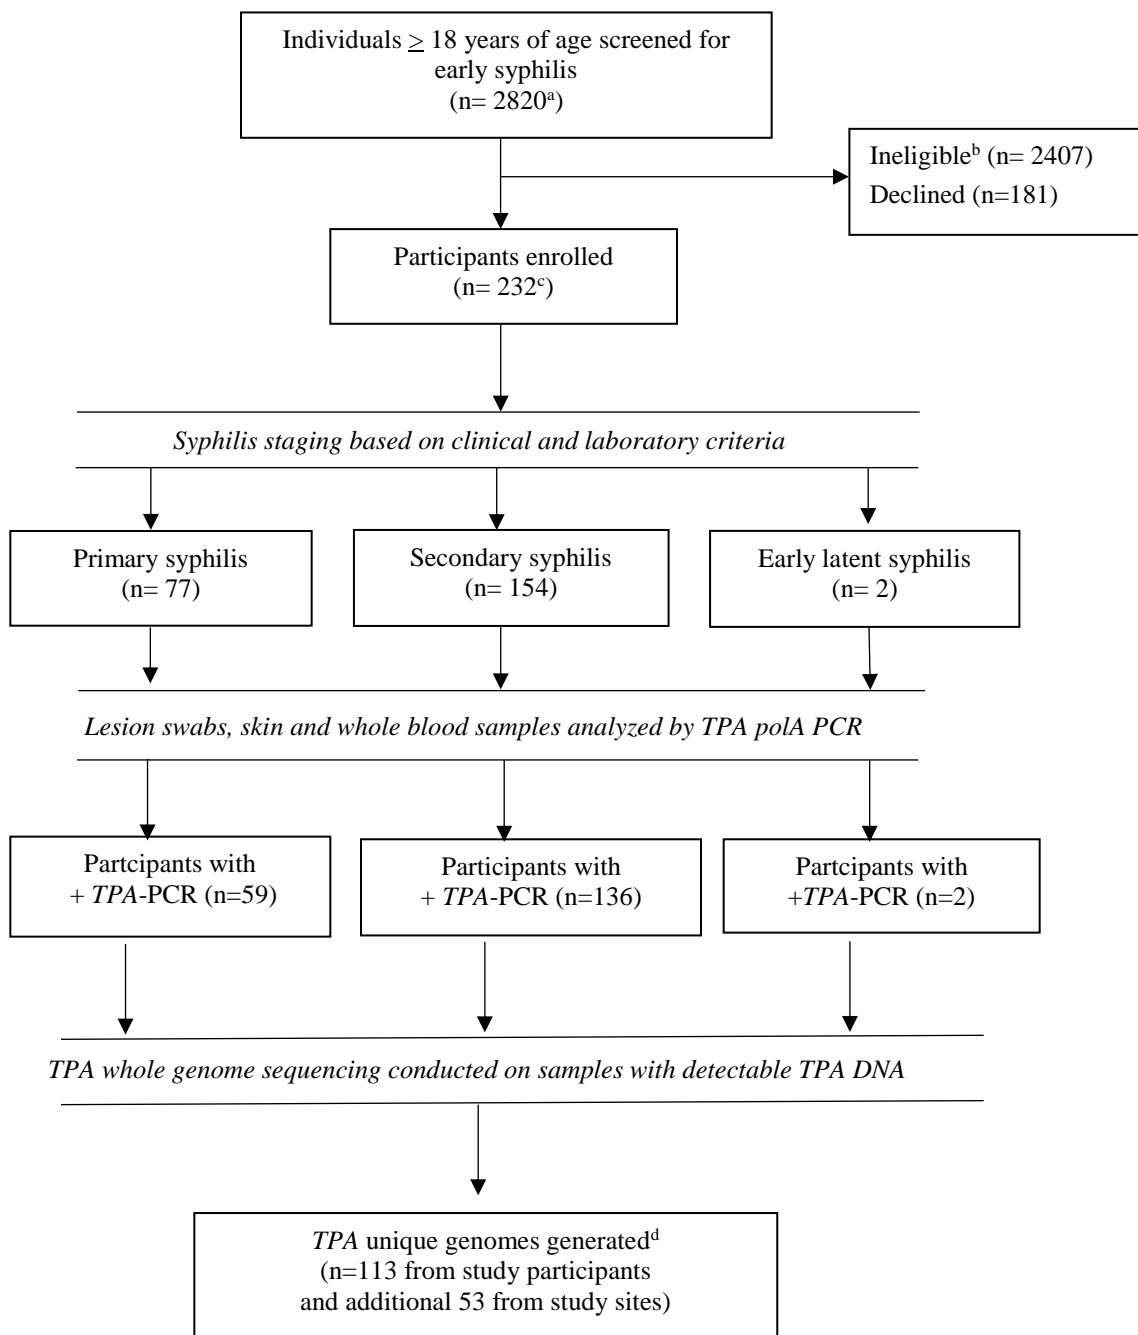 Individuals ≥ 18 years of age screened for
early syphilis
(n= 2820ᵃ)
Ineligibleᵇ (n= 2407)
Declined (n=181)
Participants enrolled
(n= 232ᶜ)
Syphilis staging based on clinical and laboratory criteria
Primary syphilis
(n= 77)
Secondary syphilis
(n= 154)
Early latent syphilis
(n= 2)
Lesion swabs, skin and whole blood samples analyzed by TPA polA PCR
Partcipants with
+ TPA-PCR (n=59)
Participants with
+ TPA-PCR (n=136)
Partcipants with
+TPA-PCR (n=2)
TPA whole genome sequencing conducted on samples with detectable TPA DNA
TPA unique genomes generatedᵈ
(n=113 from study participants
and additional 53 from study sites)